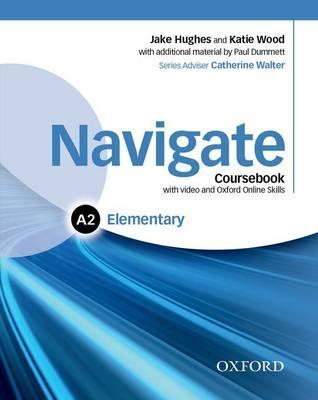 Jake Hughes and Katie Wood
with additional material by Paul Dummett
Series Adviser Catherine Walter
Navigate
Coursebook
with video and Oxford Online Skills
A2 Elementary
OXFORD